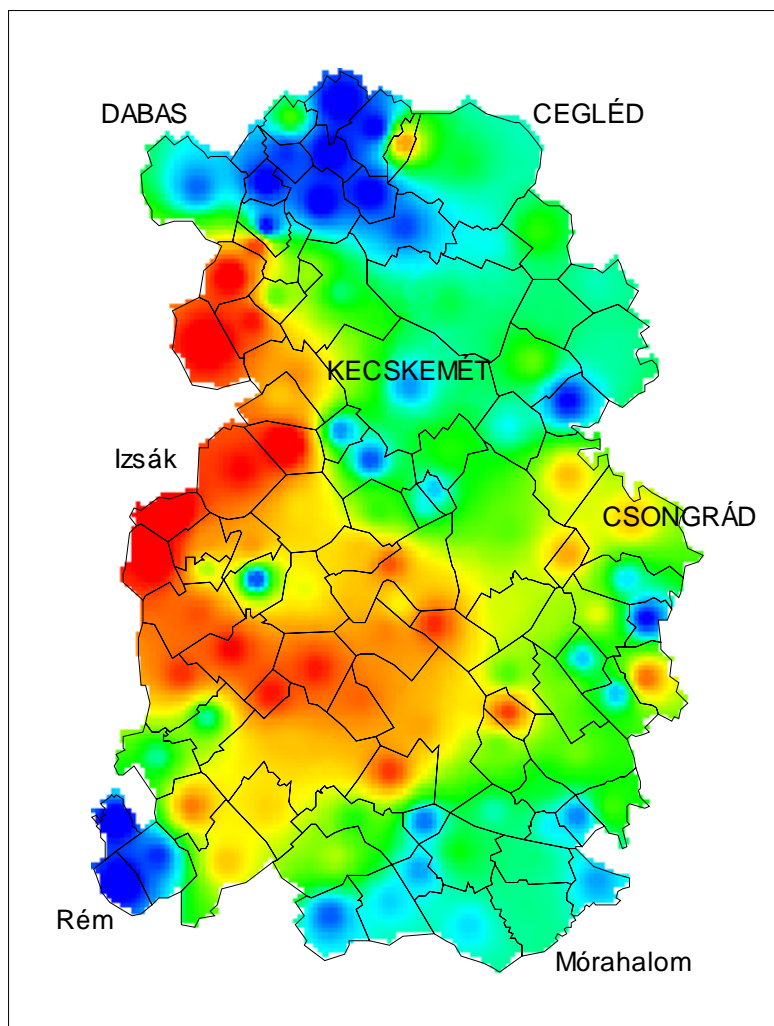 DABAS
CEGLÉD
KECSKEMÉT
Izsák
CSONGRÁD
Rém
Mórahalom